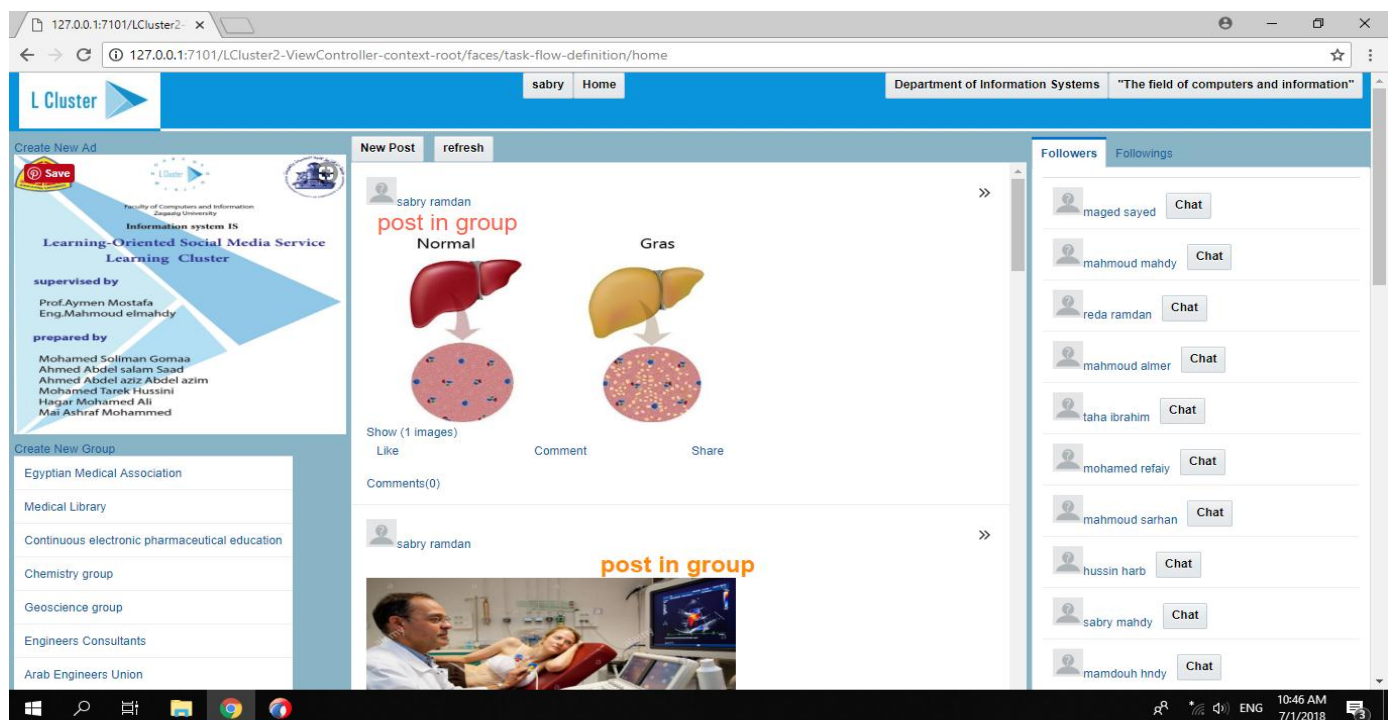 127.0.0.1:7101/LCluster2-
127.0.0.1:7101/LCluster2-ViewController-context-root/faces/task-flow-definition/home
L Cluster
sabry Home
Department of Information Systems "The field of computers and information"
Create New Ad
Save
L Cluster
Faculty of Computers and Information
Zagazig University
Information system IS
Learning-Oriented Social Media Service
Learning Cluster
supervised by
Prof.Aymen Mostafa
Eng.Mahmoud elmahdy
prepared by
Mohamed Soliman Gomaa
Ahmed Abdel salam Saad
Ahmed Abdel aziz Abdel azim
Mohamed Tarek Hussini
Hagar Mohamed Ali
Mai Ashraf Mohammed
Create New Group
Egyptian Medical Association
Medical Library
Continuous electronic pharmaceutical education
Chemistry group
Geoscience group
Engineers Consultants
Arab Engineers Union
New Post refresh
sabry ramdan
post in group
Normal Gras
Show (1 images)
Like Comment Share
Comments(0)
sabry ramdan
post in group
Followers Followings
maged sayed Chat
mahmoud mahdy Chat
reda ramdan Chat
mahmoud almer Chat
taha ibrahim Chat
mohamed refaiy Chat
mahmoud sarhan Chat
hussin harb Chat
sabry mahdy Chat
mamdouh hndy Chat
ENG
10:46 AM
7/1/2018
3